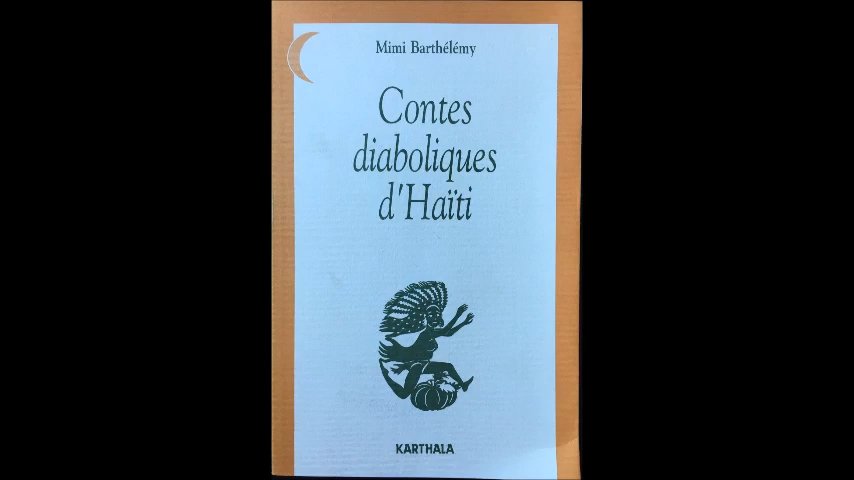 Mimi Barthélémy
Contes
diaboliques
d'Haïti
KARTHALA